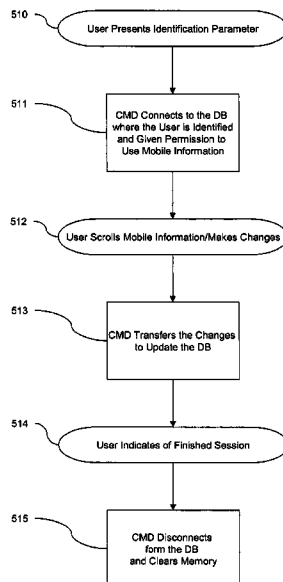 510
User Presents Identification Parameter
511
CMD Connects to the DB
where the User is Identified
and Given Permission to
Use Mobile Information
512
User Scrolls Mobile Information/Makes Changes
513
CMD Transfers the Changes
to Update the DB
514
User Indicates of Finished Session
515
CMD Disconnects
form the DB
and Clears Memory